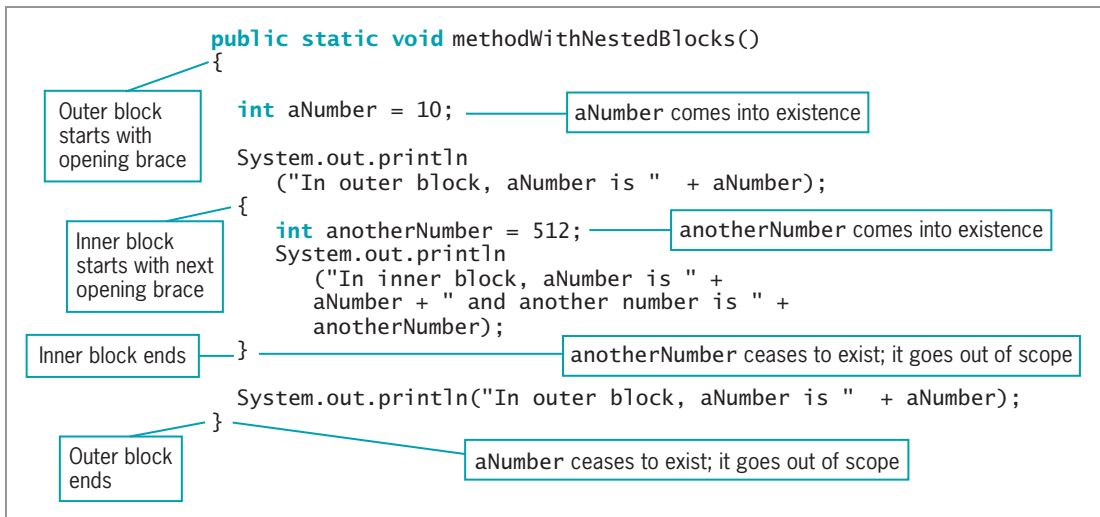 public static void methodWithNestedBlocks()
{
Outer block
starts with
opening brace
int aNumber = 10;
aNumber comes into existence
System.out.println
("In outer block, aNumber is "  + aNumber);
{
Inner block
starts with next
opening brace
int anotherNumber = 512;
anotherNumber comes into existence
System.out.println
("In inner block, aNumber is " +
aNumber + " and another number is " +
anotherNumber);
Inner block ends
}
anotherNumber ceases to exist; it goes out of scope
System.out.println("In outer block, aNumber is "  + aNumber);
}
Outer block
ends
aNumber ceases to exist; it goes out of scope